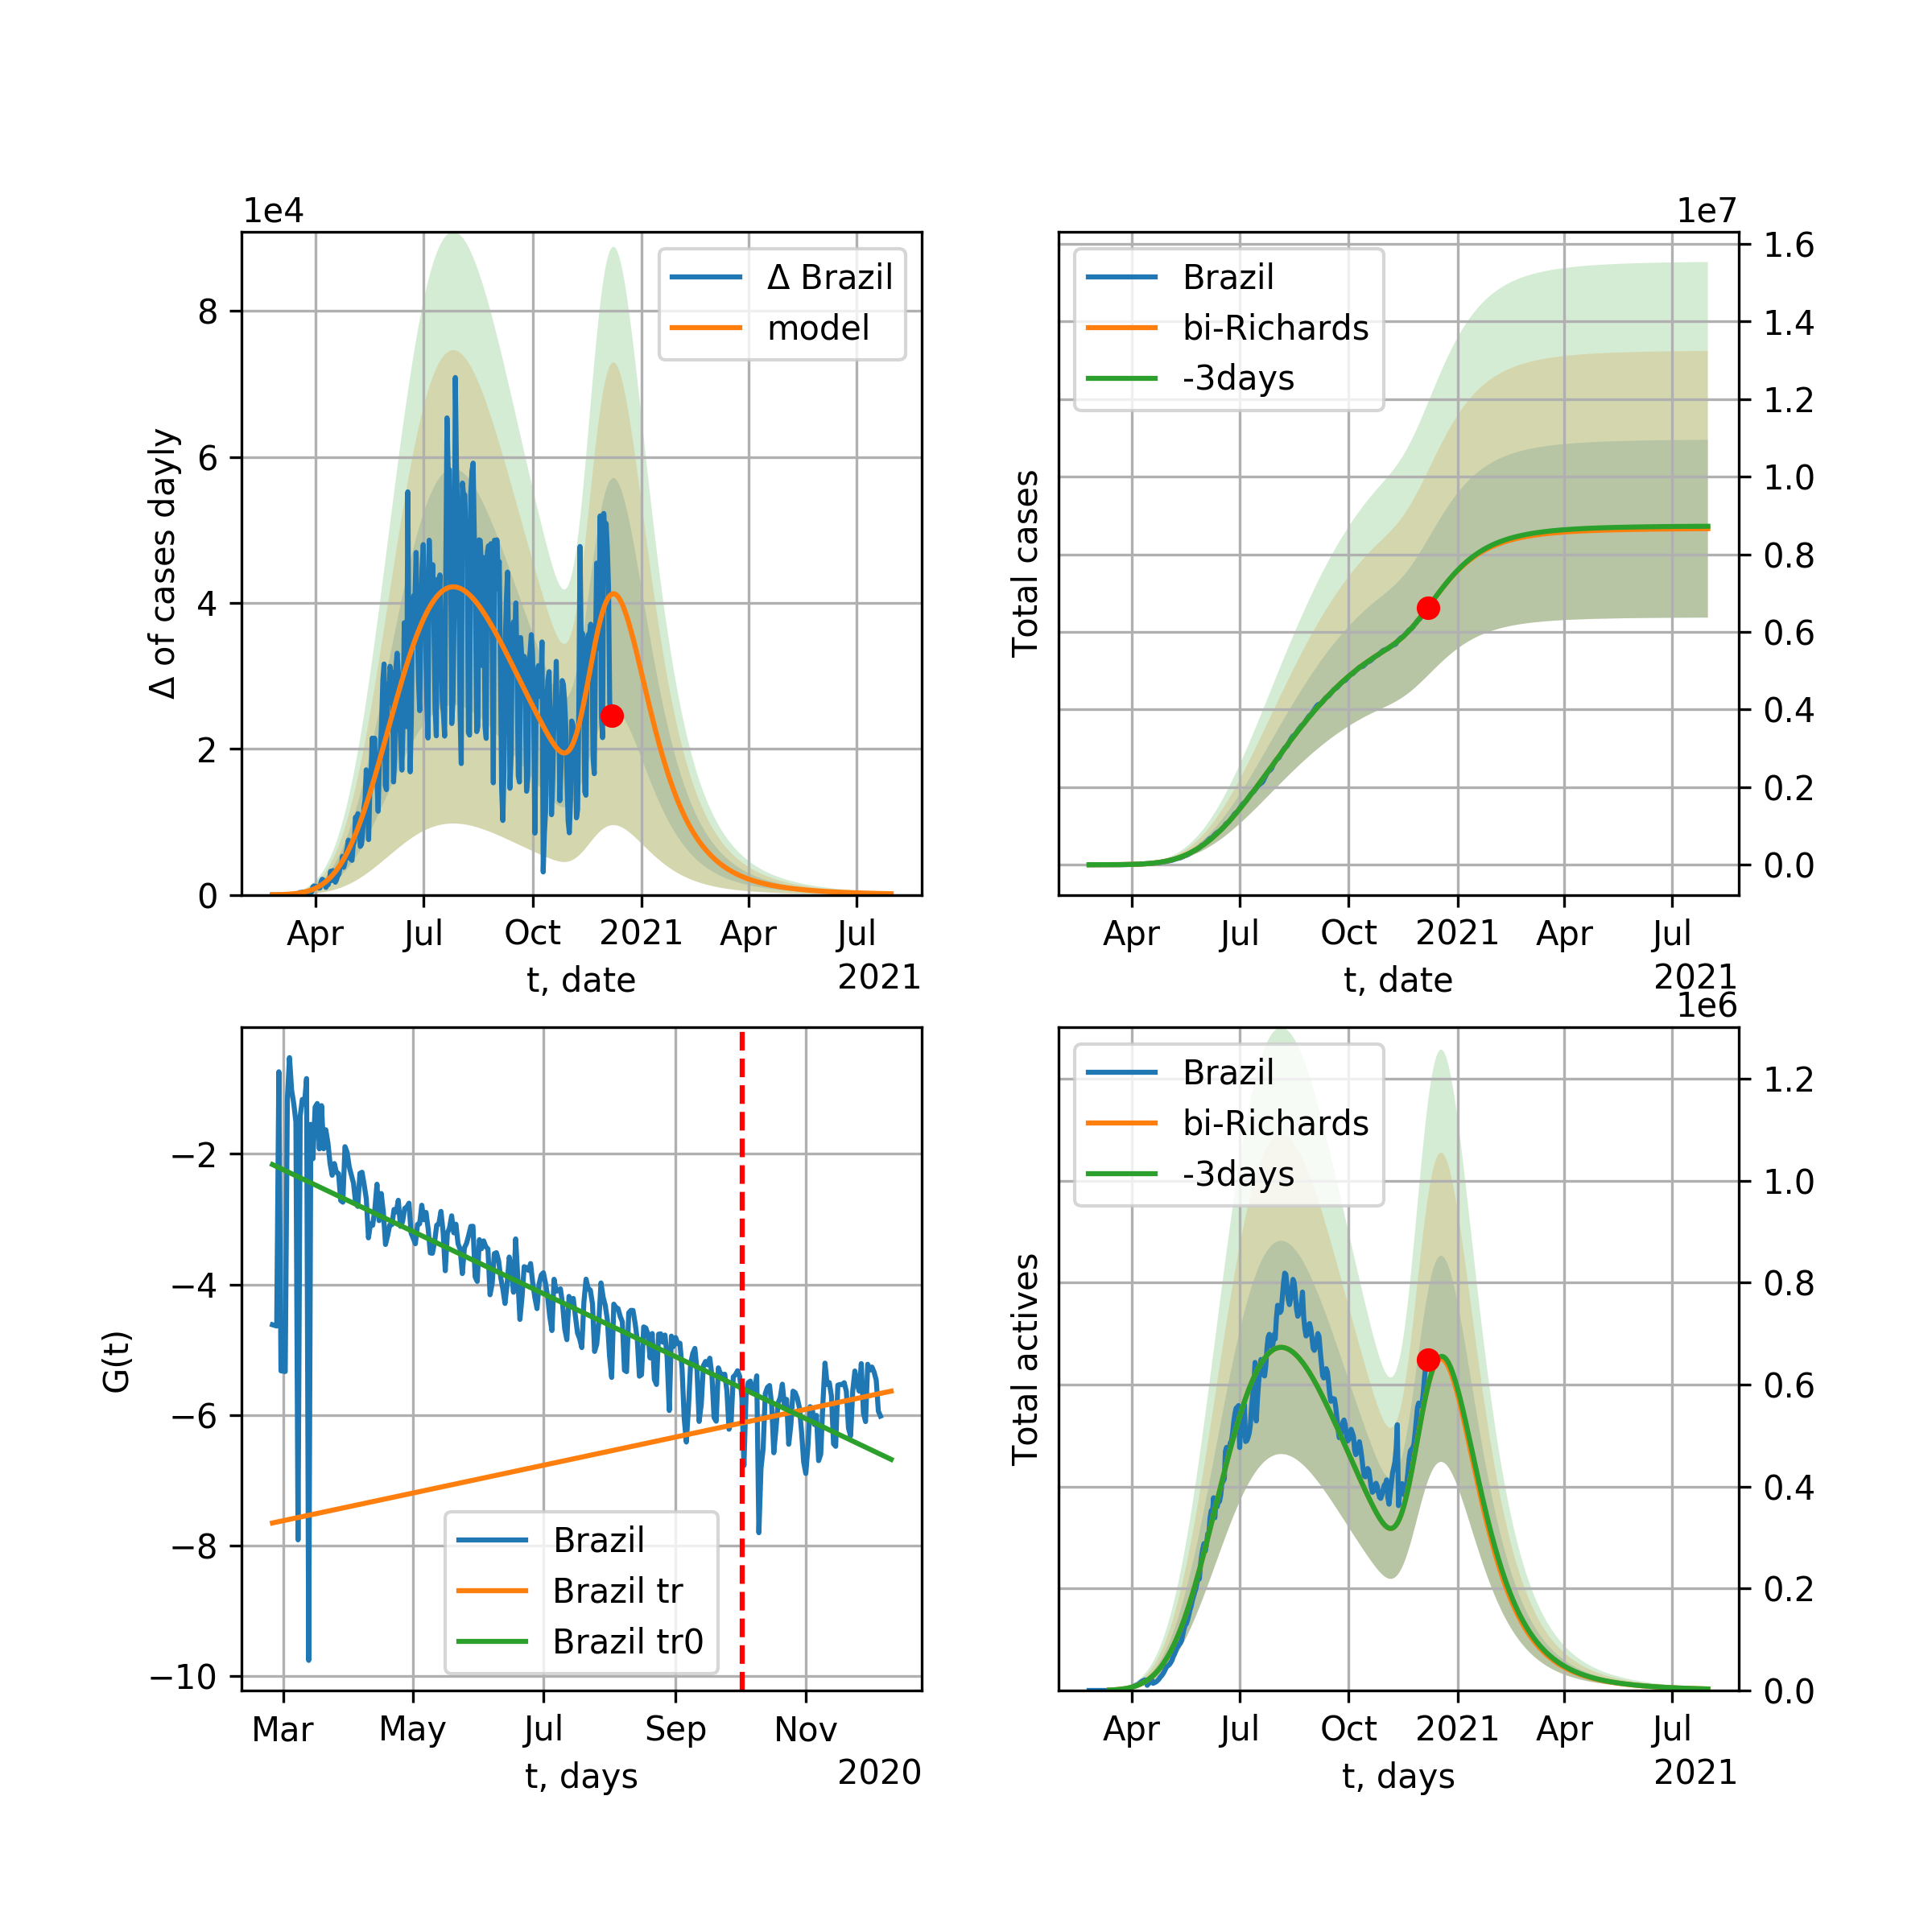 1e4
Δ Brazil
model
8
6
4
2
0
Δ of cases dayly
Apr Jul Oct 2021 Apr Jul
t, date
2021
1e7
Brazil
bi-Richards
-3days
1.6
1.4
1.2
1.0
0.8
0.6
0.4
0.2
0.0
Total cases
Apr Jul Oct 2021 Apr Jul
t, date
2021
−2
−4
−6
−8
−10
G(t)
Brazil
Brazil tr
Brazil tr0
Mar May Jul Sep Nov
t, days
2020
1e6
Brazil
bi-Richards
-3days
1.2
1.0
0.8
0.6
0.4
0.2
0.0
Total actives
Apr Jul Oct 2021 Apr Jul
t, days
2021